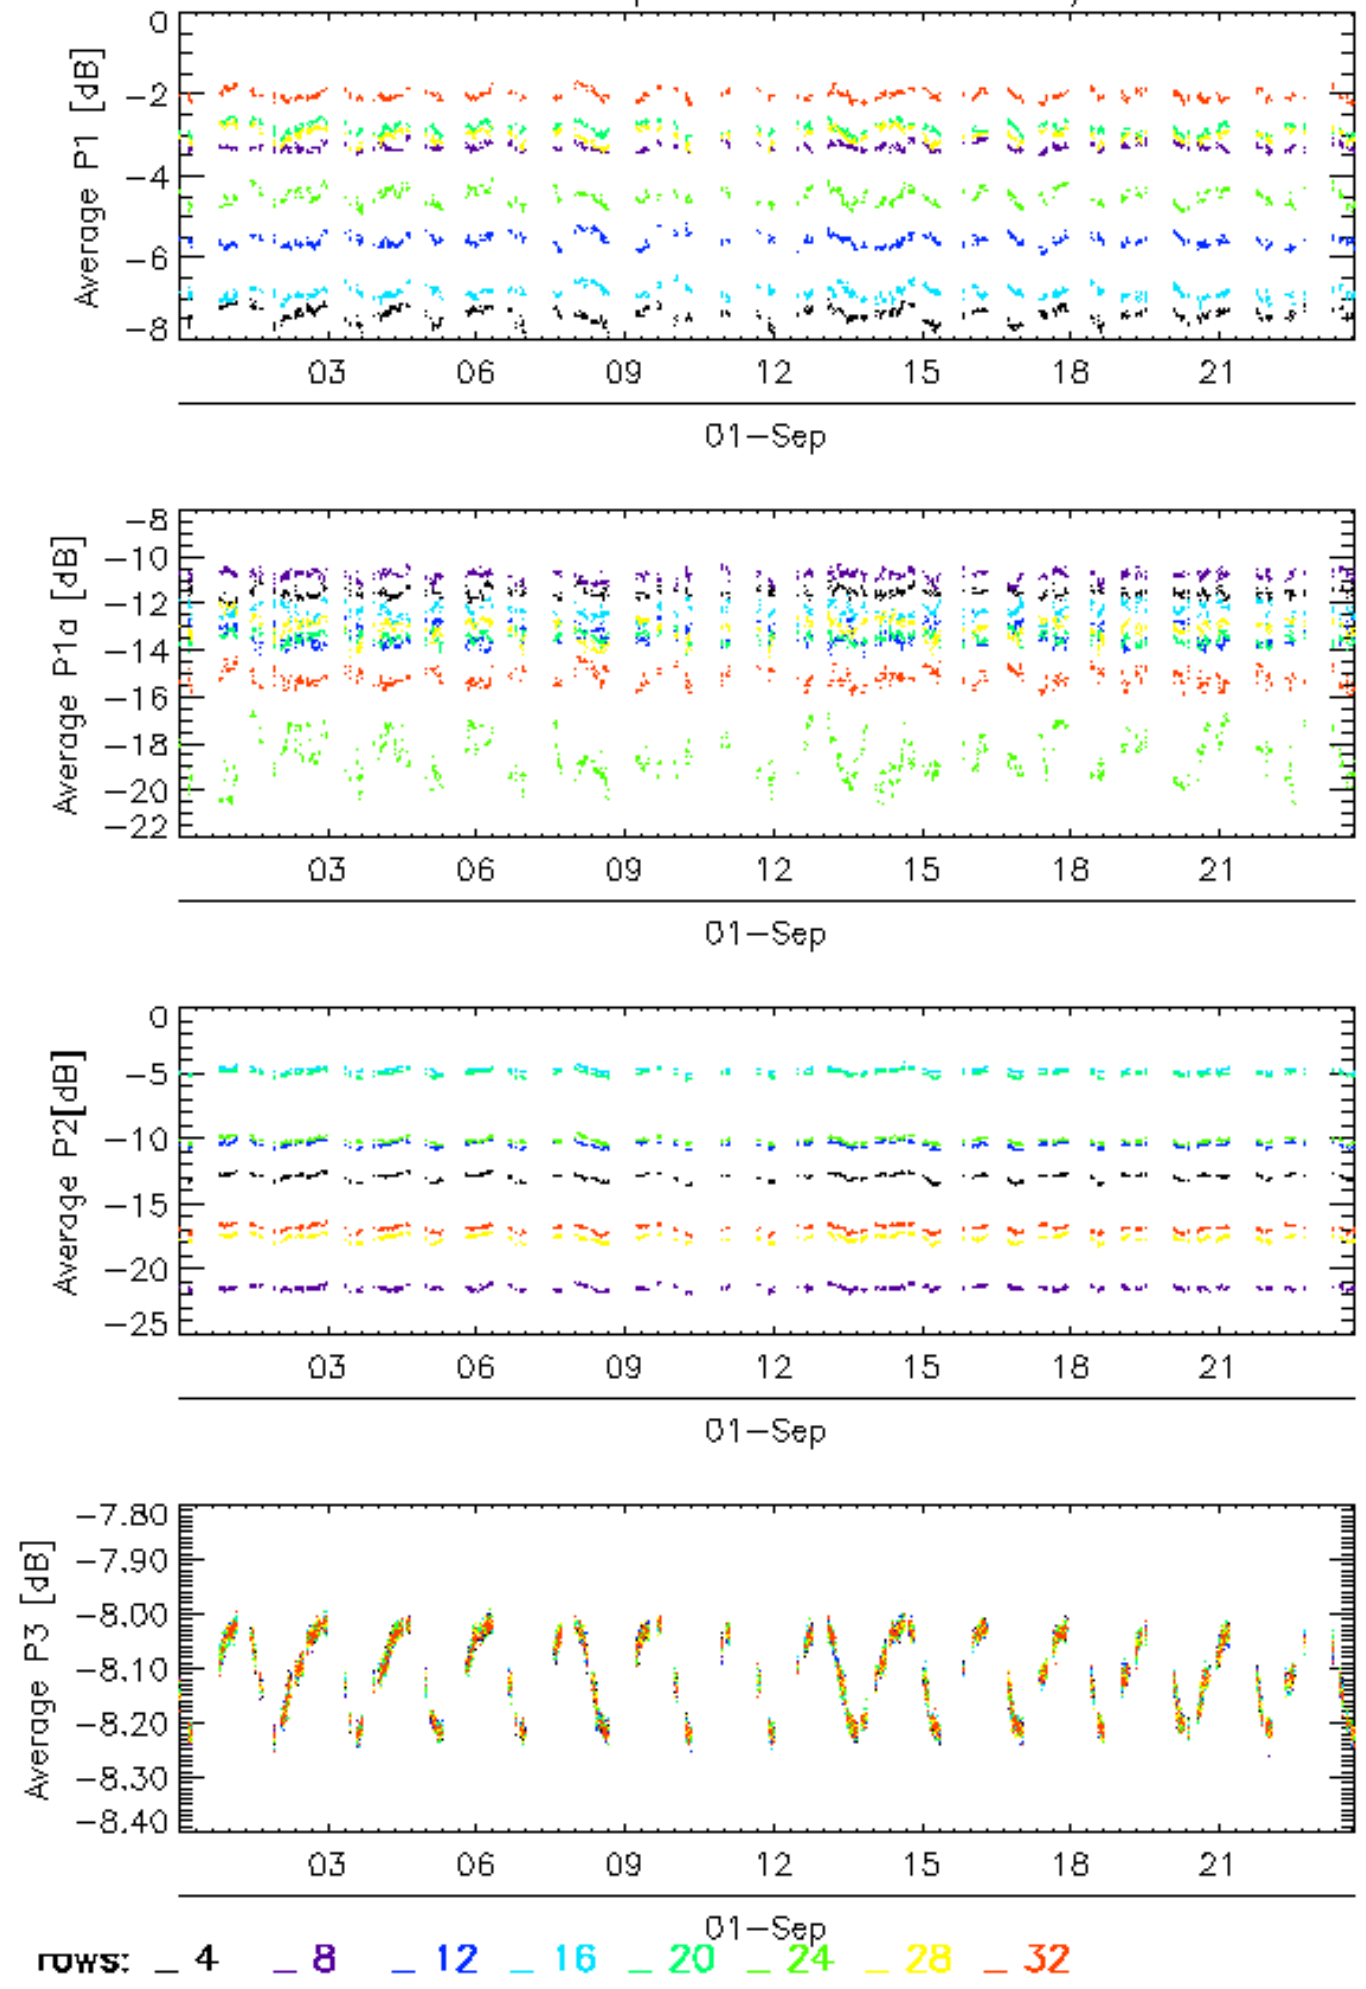 Average P1 [dB]
0
-2
-4
-6
-8
03 06 09 12 15 18 21
01-Sep
Average P1a [dB]
-8
-10
-12
-14
-16
-18
-20
-22
03 06 09 12 15 18 21
01-Sep
Average P2[dB]
0
-5
-10
-15
-20
-25
03 06 09 12 15 18 21
01-Sep
Average P3 [dB]
-7.80
-7.90
-8.00
-8.10
-8.20
-8.30
-8.40
03 06 09 12 15 18 21
01-Sep
rows: _ 4 _ 8 _ 12 _ 16 _ 20 _ 24 _ 28 _ 32